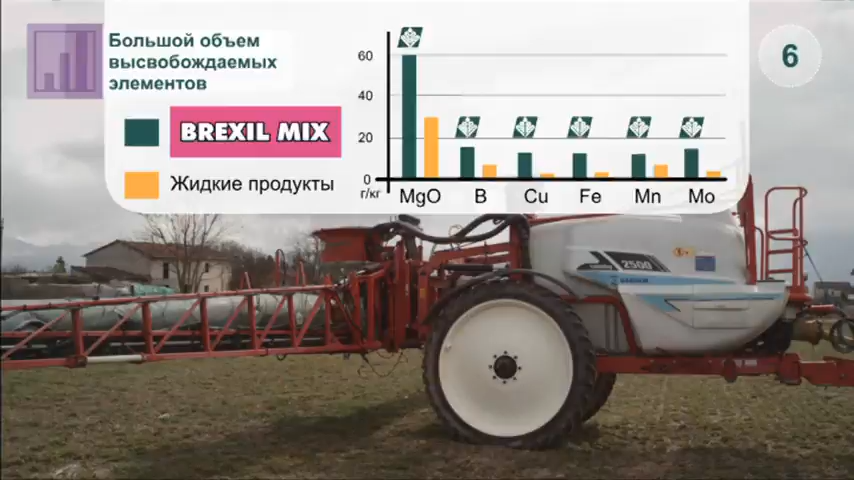 Большой объем
высвобождаемых
элементов
6
BREXIL MIX
Жидкие продукты
60
40
20
0
г/кг
MgO B Cu Fe Mn Mo
2500